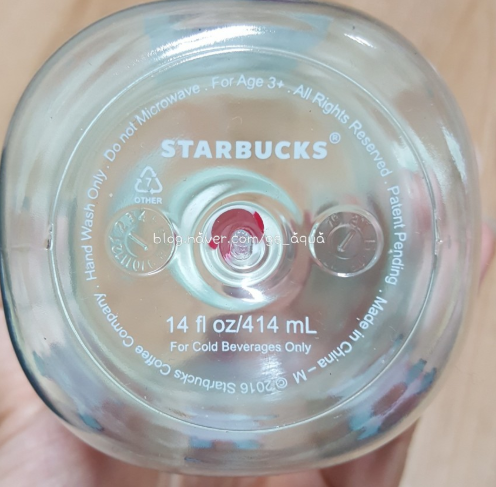 Hand Wash Only . Do not Microwave . For Age 3+ . All Rights Reserved . Patent Pending . Made in China – M ©2016 Starbucks Coffee Company .
STARBUCKS®
7
OTHER
blog.naver.com/
14 fl oz/414 mL
For Cold Beverages Only